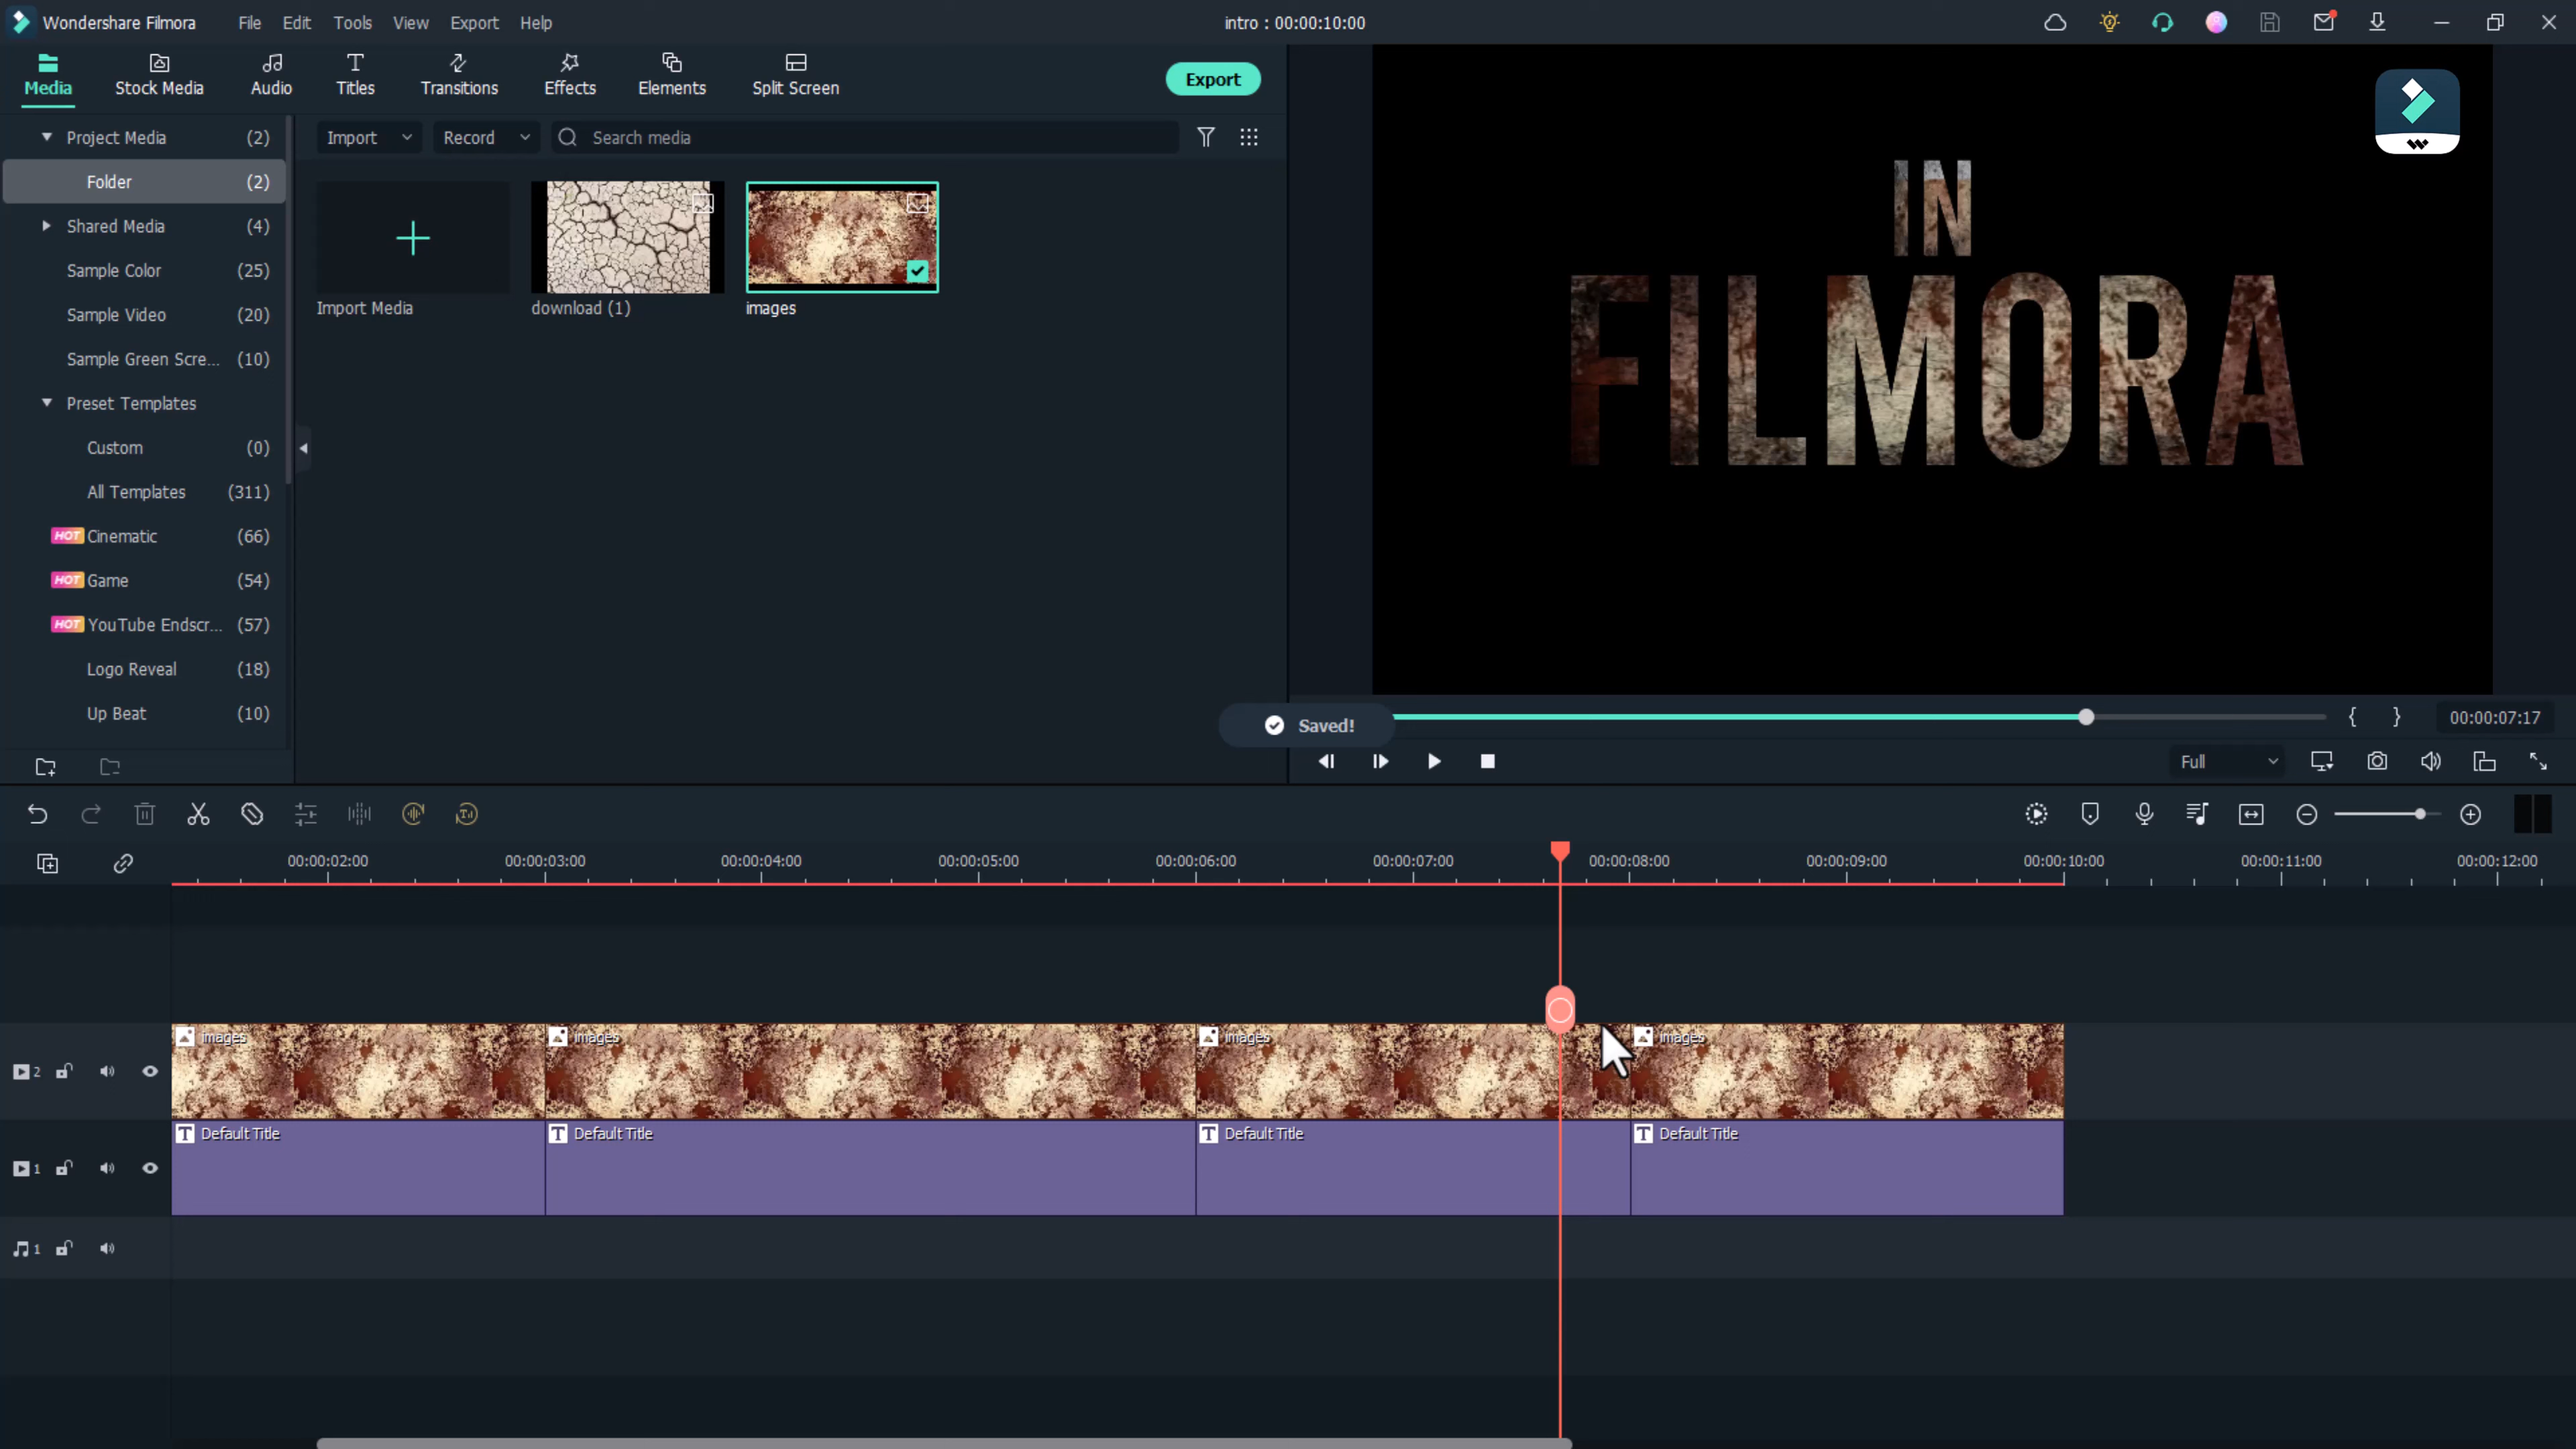 Wondershare Filmora File Edit Tools View Export Help intro : 00:00:10:00
Media Stock Media Audio Titles Transitions Effects Elements Split Screen Export
Project Media (2)
Folder (2)
Shared Media (4)
Sample Color (25)
Sample Video (20)
Sample Green Scre... (10)
Preset Templates
Custom (0)
All Templates (311)
HOT Cinematic (66)
HOT Game (54)
HOT YouTube Endscr... (57)
Logo Reveal (18)
Up Beat (10)
Import Record Search media
Import Media download (1) images
IN
FILMORA
Saved! { } 00:00:07:17
Full
00:00:02:00 00:00:03:00 00:00:04:00 00:00:05:00 00:00:06:00 00:00:07:00 00:00:08:00 00:00:09:00 00:00:10:00 00:00:11:00 00:00:12:00
2 images images images images
1 Default Title Default Title Default Title Default Title
1